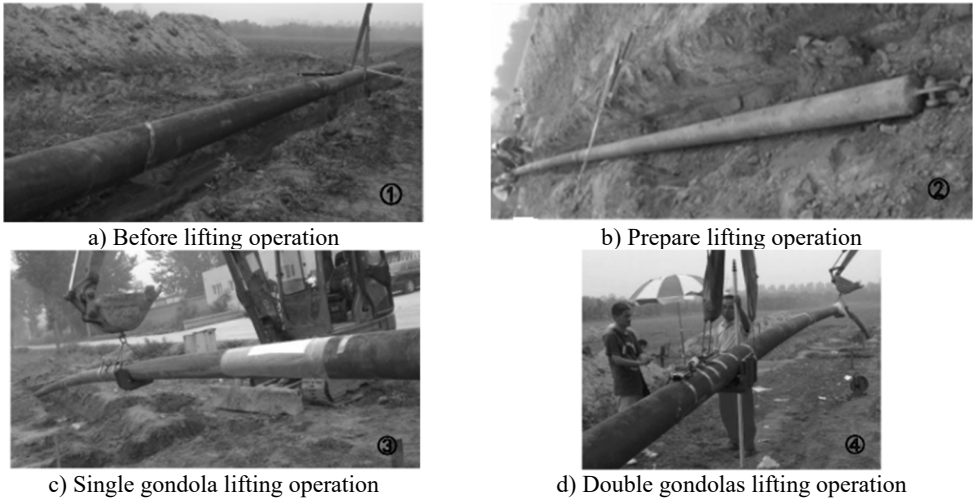 ①
②
a) Before lifting operation
b) Prepare lifting operation
③
④
c) Single gondola lifting operation
d) Double gondolas lifting operation